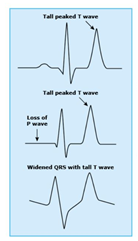 Tall peaked T wave
Tall peaked T wave
Loss of
P wave
Widened QRS with tall T wave